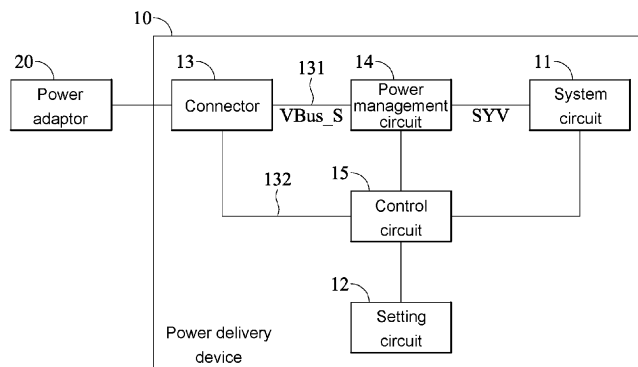 10
20
13
131
14
11
Power
adaptor
Connector
VBus_S
Power
management
circuit
SYV
System
circuit
132
15
Control
circuit
12
Setting
circuit
Power delivery
device